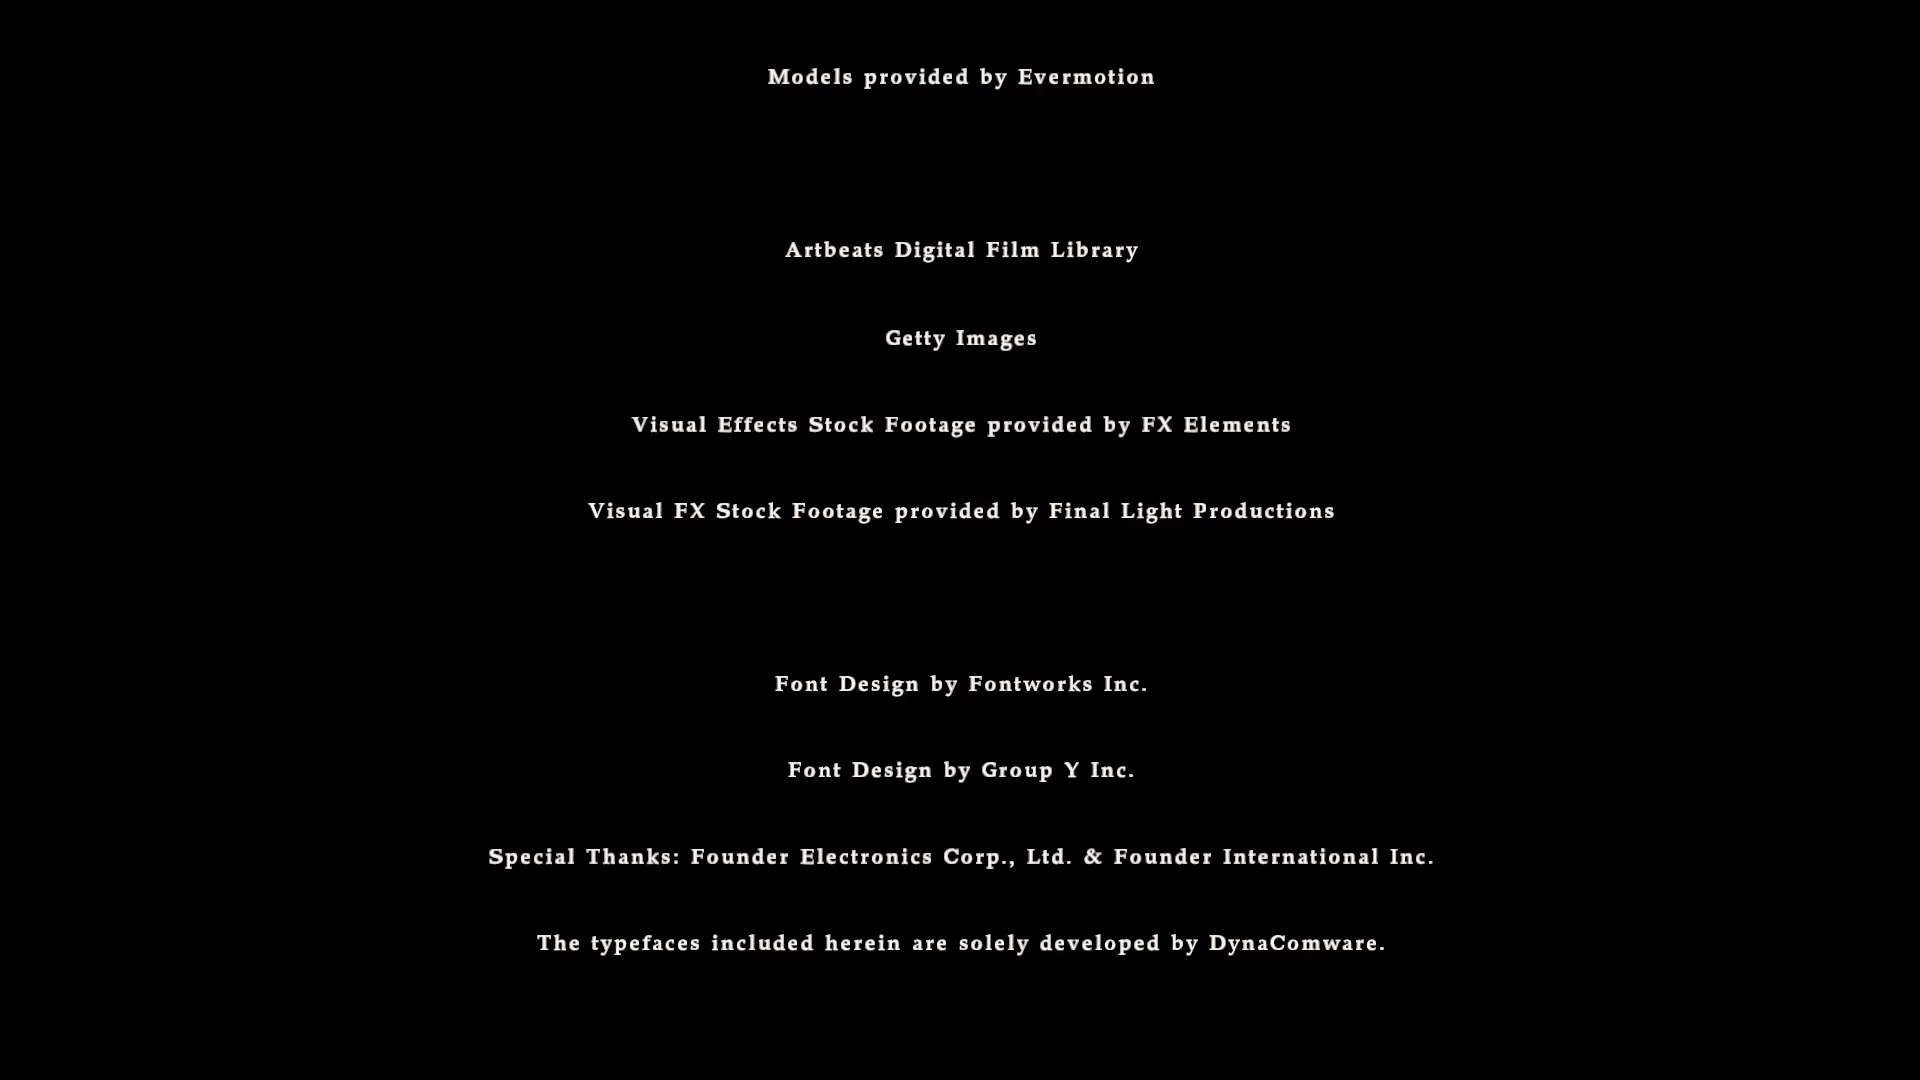 Models provided by Evermotion
Artbeats Digital Film Library
Getty Images
Visual Effects Stock Footage provided by FX Elements
Visual FX Stock Footage provided by Final Light Productions
Font Design by Fontworks Inc.
Font Design by Group Y Inc.
Special Thanks: Founder Electronics Corp., Ltd. & Founder International Inc.
The typefaces included herein are solely developed by DynaComware.